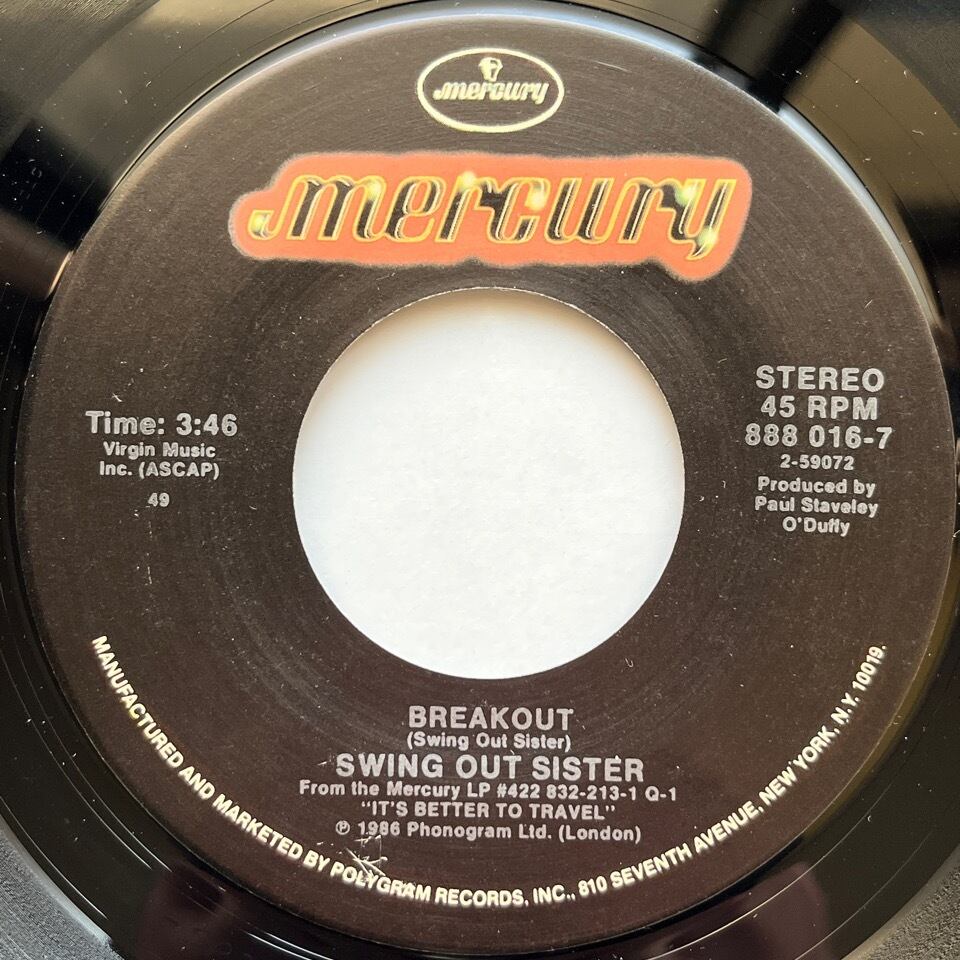 mercury
mercury
Time: 3:46
Virgin Music
Inc. (ASCAP)
49
STEREO
45 RPM
888 016-7
2-59072
Produced by
Paul Staveley
O'Duffy
BREAKOUT
(Swing Out Sister)
SWING OUT SISTER
From the Mercury LP #422 832-213-1 Q-1
"IT'S BETTER TO TRAVEL"
℗ 1986 Phonogram Ltd. (London)
MANUFACTURED AND MARKETED BY POLYGRAM RECORDS, INC., 810 SEVENTH AVENUE, NEW YORK, N.Y. 10019.